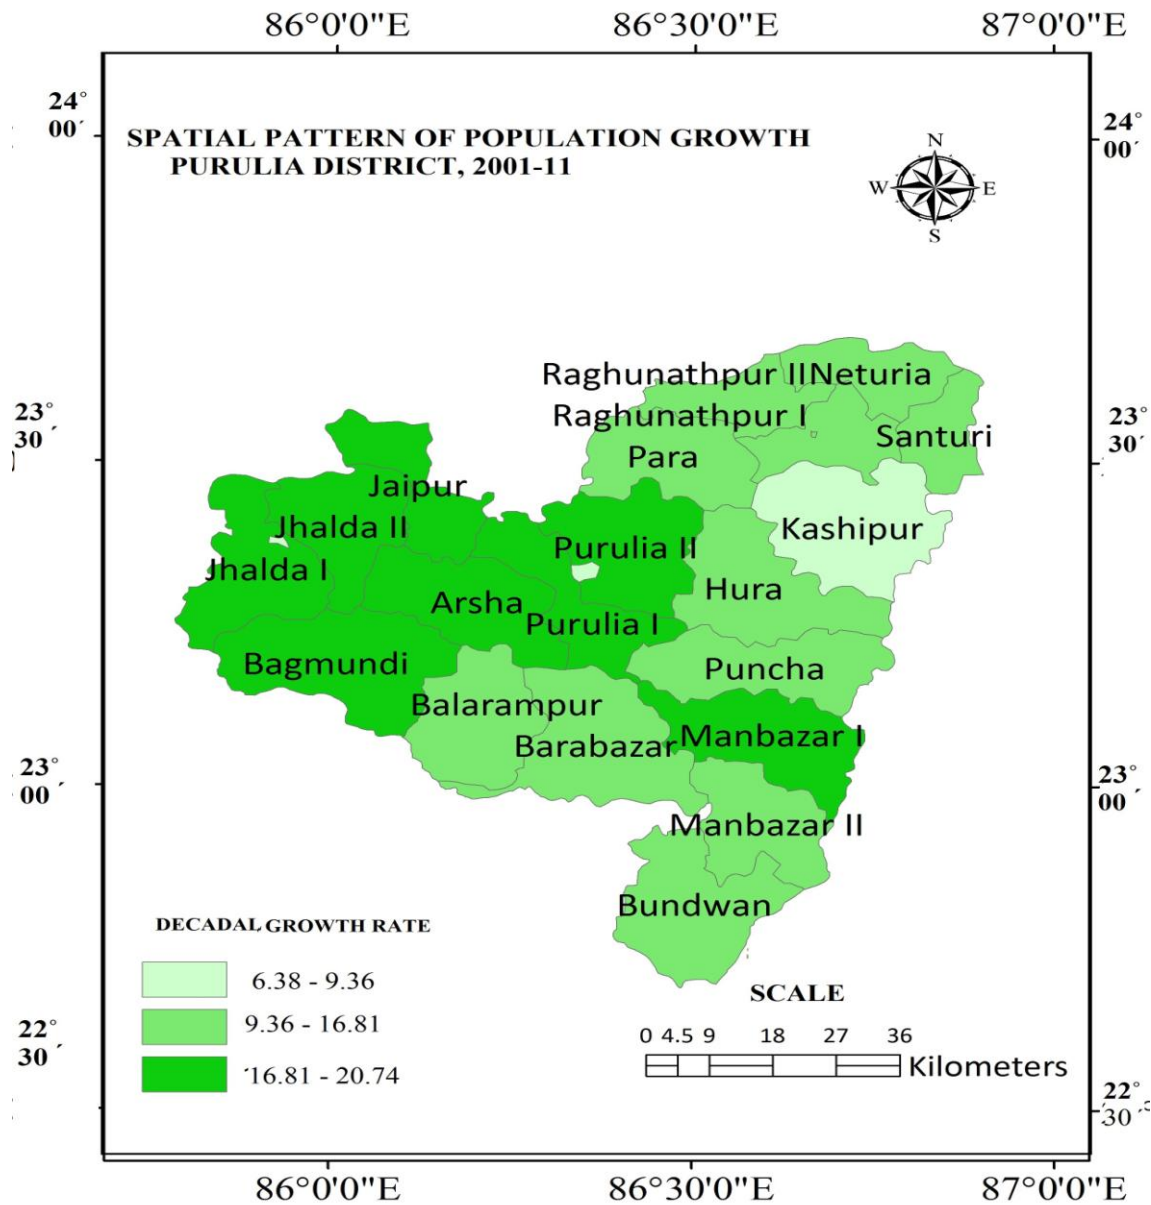 86°0'0"E 86°30'0"E 87°0'0"E
24°
00´
24°
00´
SPATIAL PATTERN OF POPULATION GROWTH
PURULIA DISTRICT, 2001-11
N
W E
S
Raghunathpur II Neturia
Raghunathpur I
23°
30 ´
23°
30´
Santuri
Para
Jaipur
Jhalda II
Kashipur
Purulia II
Jhalda I
Hura
Arsha
Purulia I
Bagmundi
Puncha
Balarampur
Manbazar I
Barabazar
23°
00 ´
23°
00 ´
Manbazar II
Bundwan
DECADAL GROWTH RATE
6.38 - 9.36
9.36 - 16.81
16.81 - 20.74
SCALE
0 4.5 9 18 27 36
Kilometers
22°
30 ´
22°
30´
86°0'0"E 86°30'0"E 87°0'0"E